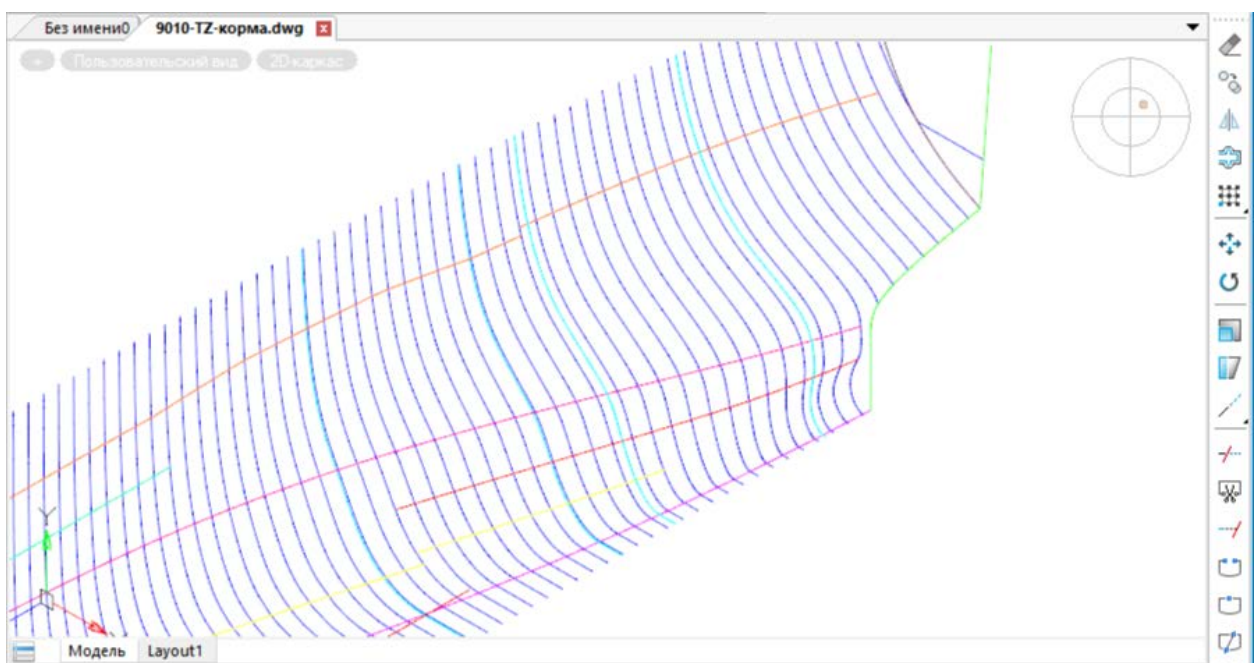 Без имени0 9010-TZ-корма.dwg
Пользовательский вид 2D каркас
Y
Модель Layout1